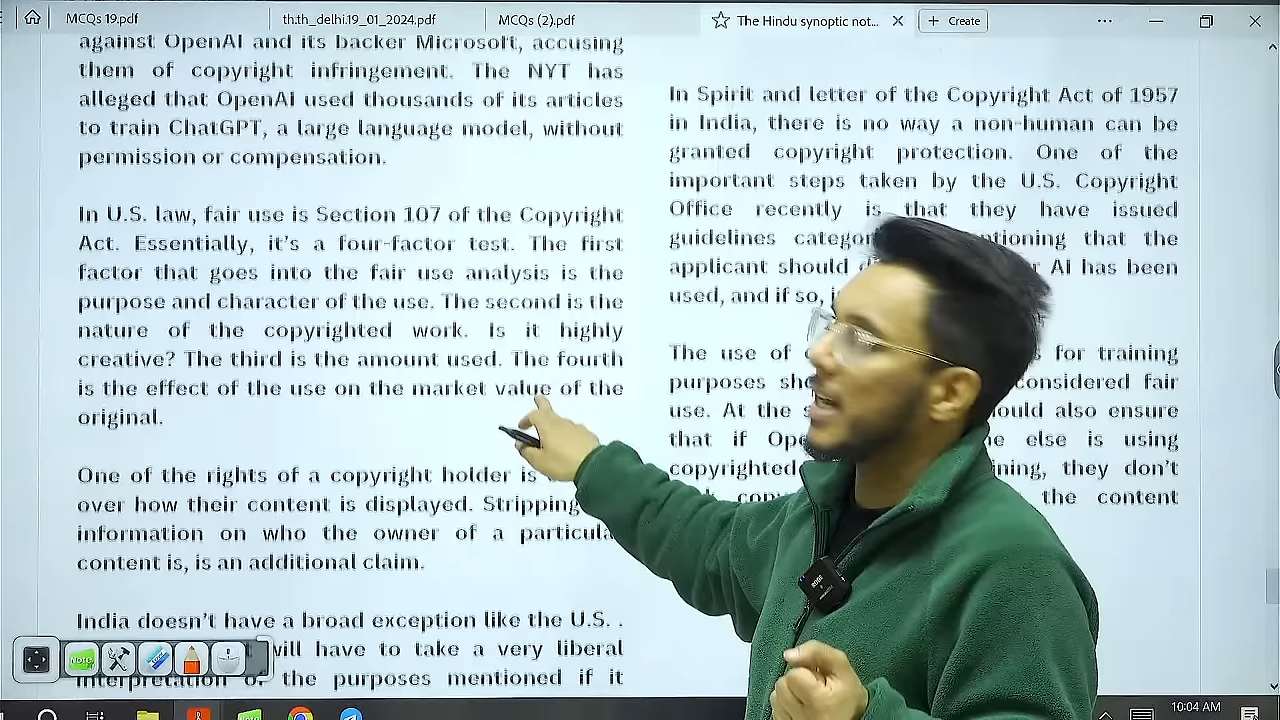 MCQs 19.pdf
th.th_delhi.19_01_2024.pdf
MCQs (2).pdf
The Hindu synoptic not...
Create
against OpenAI and its backer Microsoft, accusing
them of copyright infringement. The NYT has
alleged that OpenAI used thousands of its articles
to train ChatGPT, a large language model, without
permission or compensation.
In U.S. law, fair use is Section 107 of the Copyright
Act. Essentially, it's a four-factor test. The first
factor that goes into the fair use analysis is the
purpose and character of the use. The second is the
nature of the copyrighted work. Is it highly
creative? The third is the amount used. The fourth
is the effect of the use on the market value of the
original.
One of the rights of a copyright holder is
over how their content is displayed. Stripping
information on who the owner of a particula
content is, is an additional claim.
India doesn't have a broad exception like the U.S. .
will have to take a very liberal
interpretation of the purposes mentioned if it
In Spirit and letter of the Copyright Act of 1957
in India, there is no way a non-human can be
granted copyright protection. One of the
important steps taken by the U.S. Copyright
Office recently is that they have issued
guidelines categor tioning that the
applicant should AI has been
used, and if so,
The use of for training
purposes considered fair
use. At the ould also ensure
that if else is using
copyrighted ining, they don't
the content
Note
RØDE
10:04 AM